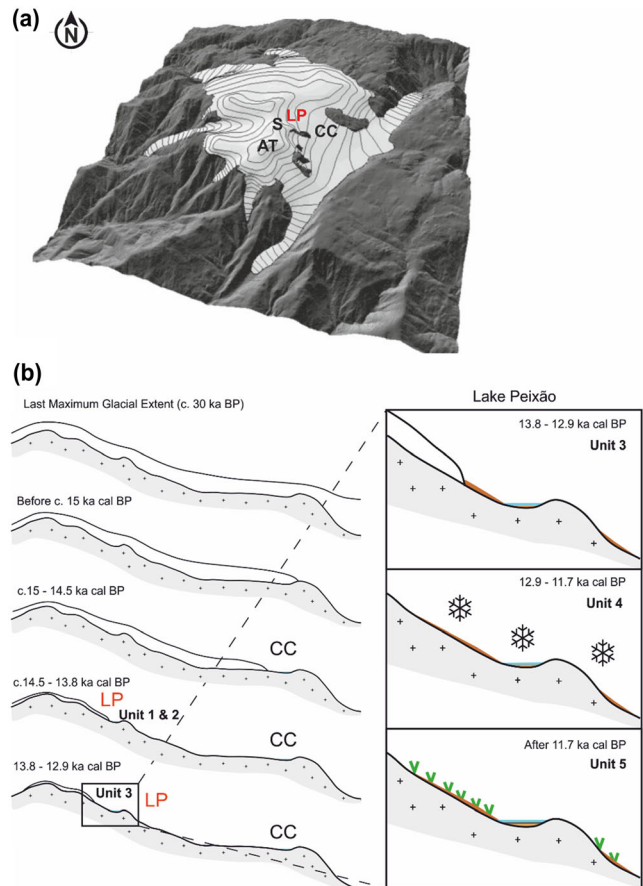 (a)
N
LP
S
CC
AT
(b)
Last Maximum Glacial Extent (c. 30 ka BP)
Before c. 15 ka cal BP
c.15 - 14.5 ka cal BP
CC
c.14.5 - 13.8 ka cal BP)
LP
Unit 1 & 2
CC
13.8 - 12.9 ka cal BP)
Unit 3
LP
CC
Lake Peixão
13.8 - 12.9 ka cal BP
Unit 3
12.9 - 11.7 ka cal BP
Unit 4
After 11.7 ka cal BP
Unit 5